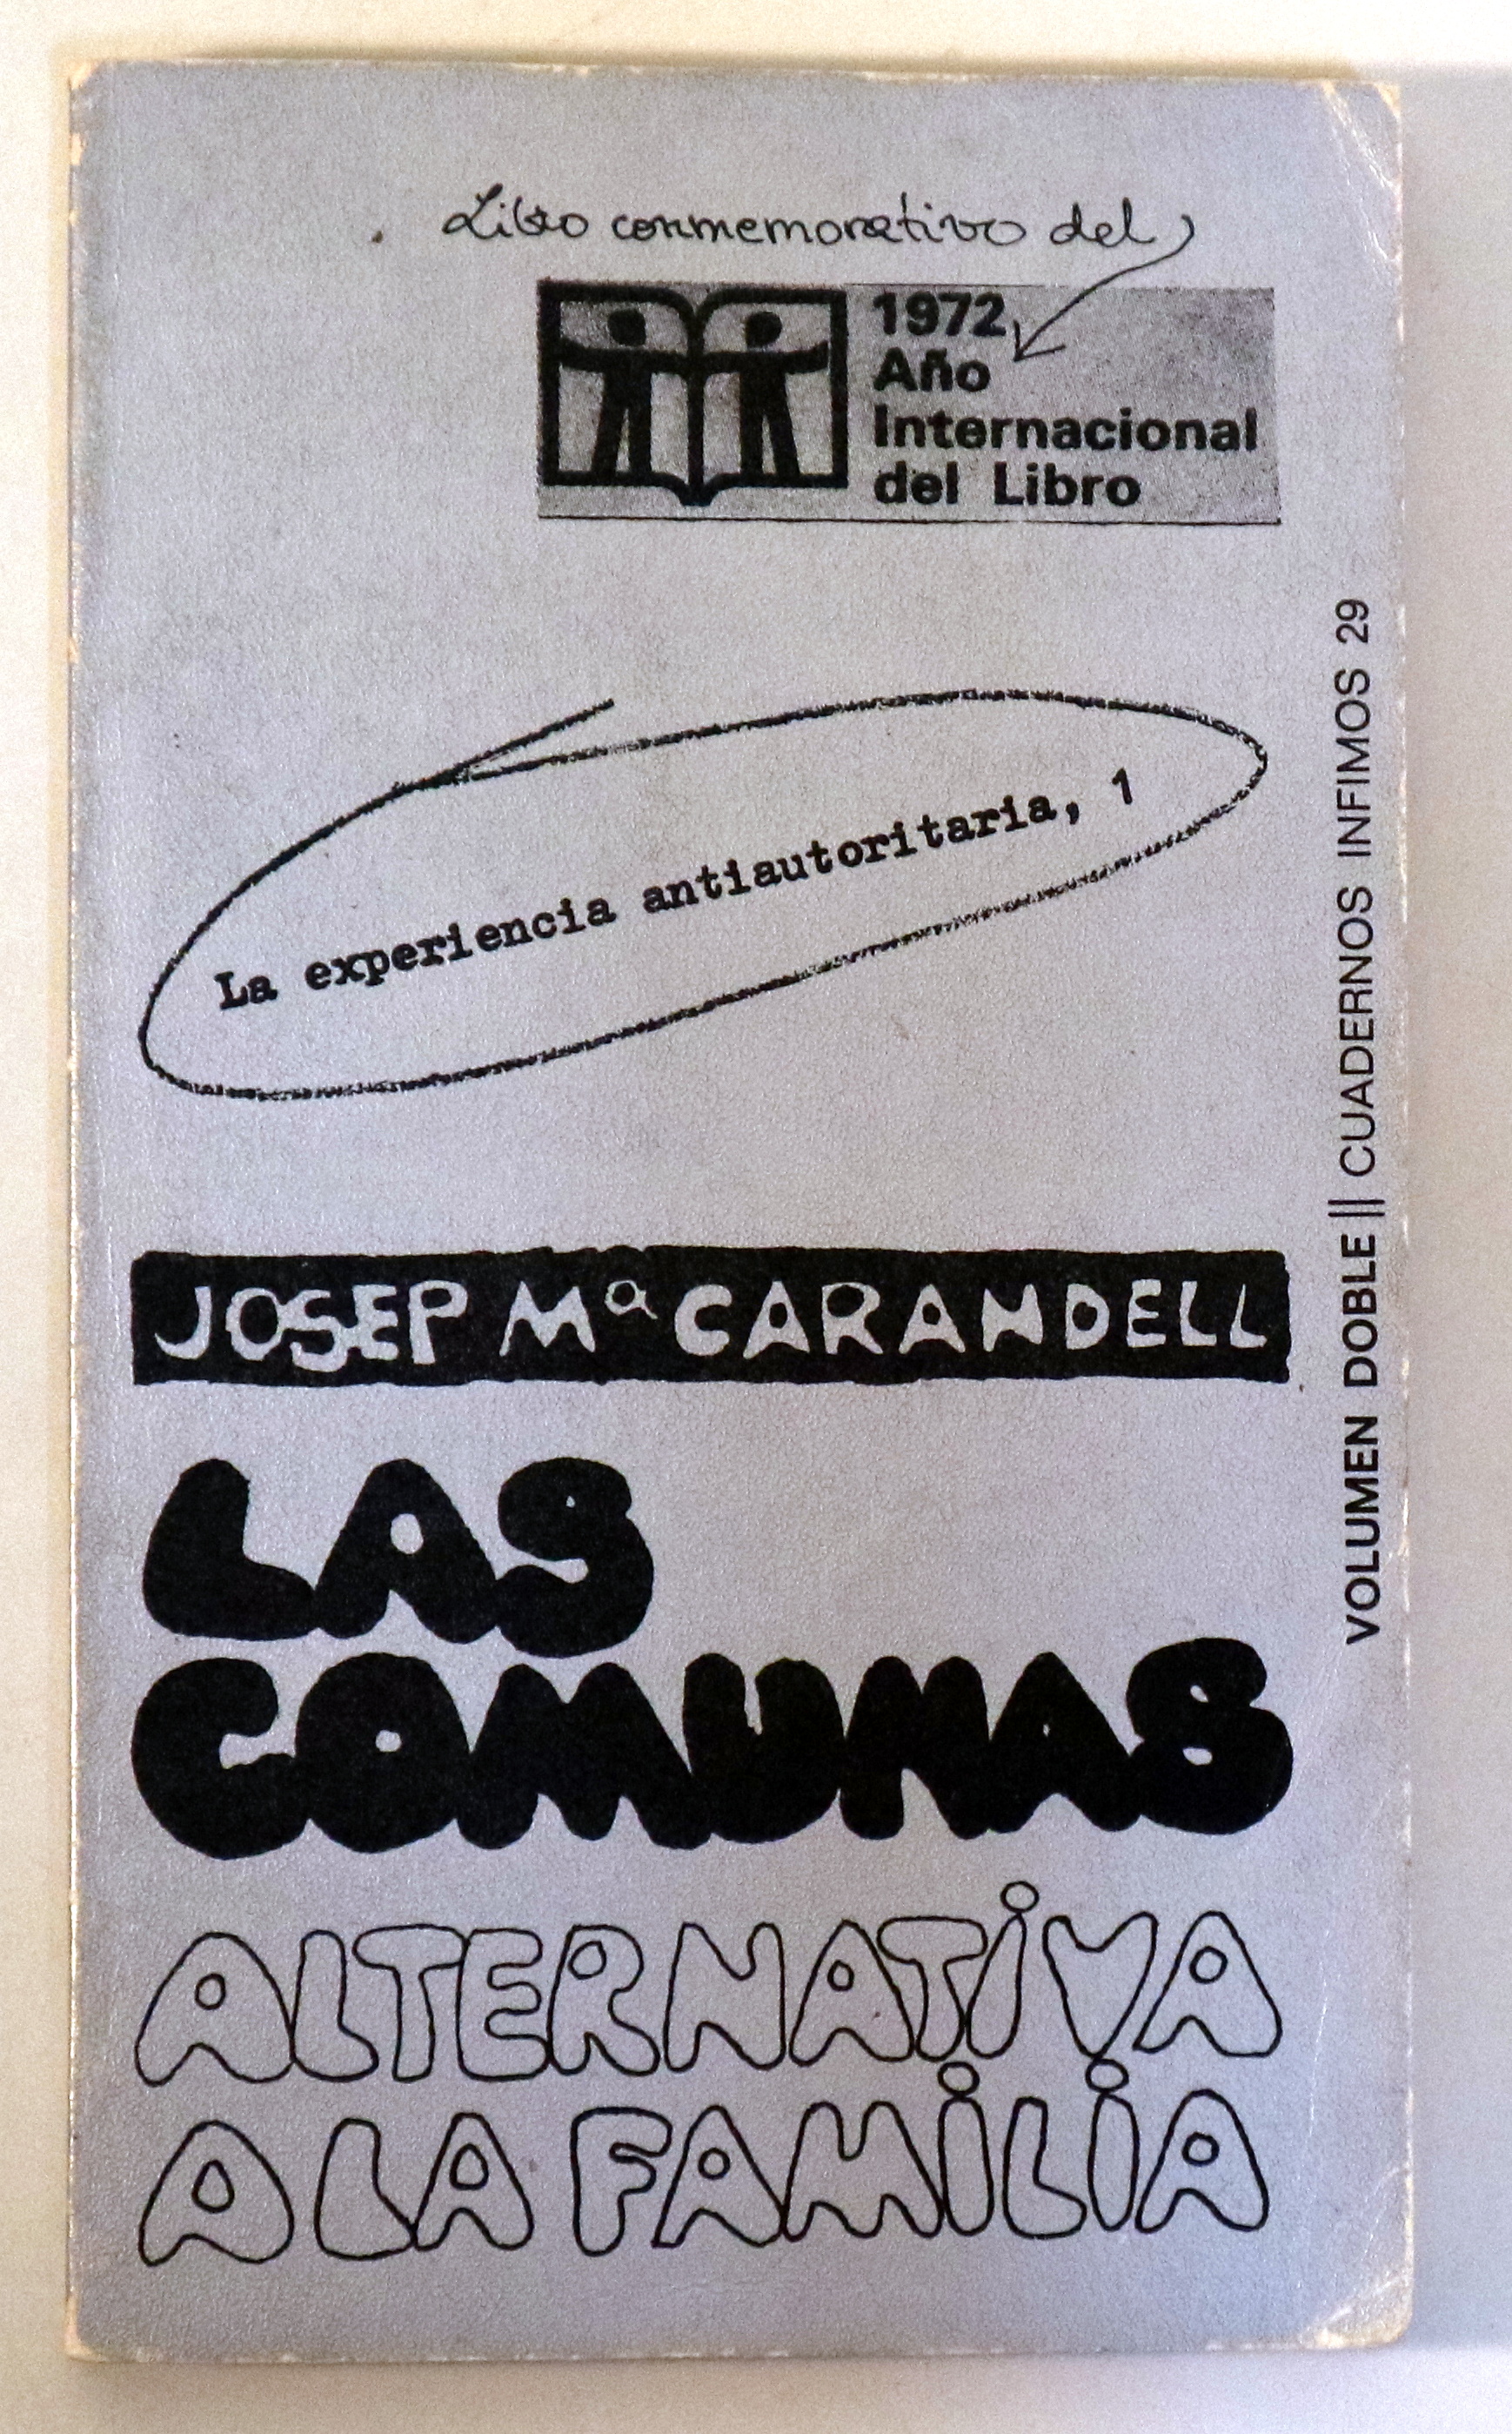 Libro conmemorativo del
1972
Año
Internacional
del Libro
La experiencia antiautoritaria, 1
JOSEP Mª CARANDELL
LAS
COMUNAS
ALTERNATiVA
A LA FAMiLiA
VOLUMEN DOBLE || CUADERNOS INFIMOS 29